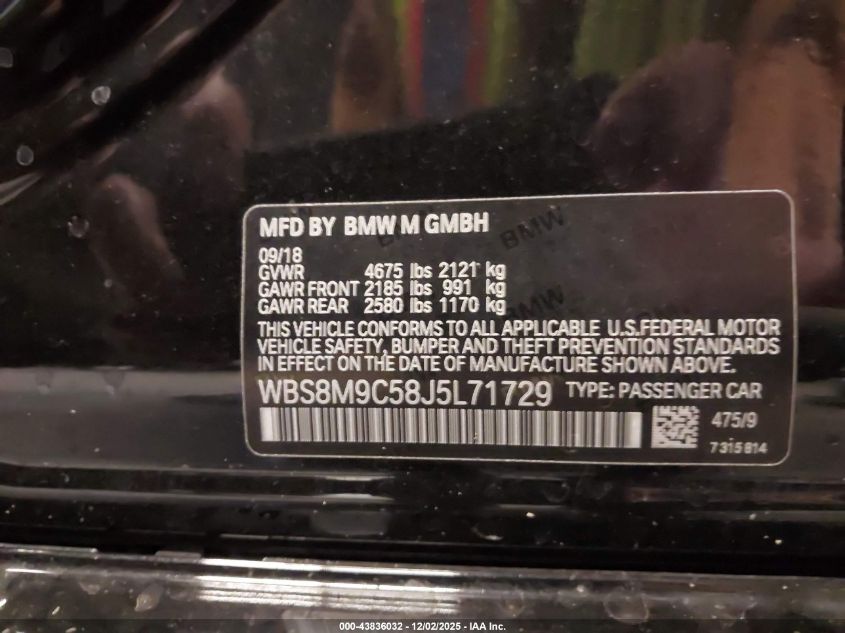 MFD BY BMW M GMBH
BMW BMW
09/18
GVWR 4675 lbs 2121 kg
GAWR FRONT 2185 lbs 991 kg
GAWR REAR 2580 lbs 1170 kg
THIS VEHICLE CONFORMS TO ALL APPLICABLE U.S.FEDERAL MOTOR
VEHICLE SAFETY, BUMPER AND THEFT PREVENTION STANDARDS
IN EFFECT ON THE DATE OF MANUFACTURE SHOWN ABOVE.
WBS8M9C58J5L71729 TYPE: PASSENGER CAR
475/9
7315814
000-43836032 - 12/02/2025 - IAA Inc.